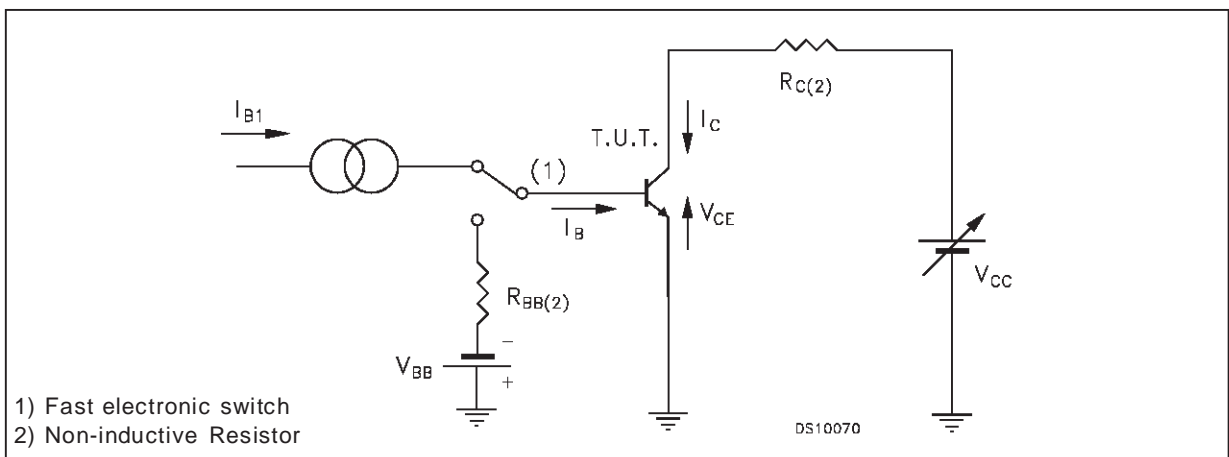 I_B1
(1)
I_B
T.U.T.
I_C
V_CE
R_C(2)
V_CC
R_BB(2)
V_BB
−
+
1) Fast electronic switch
2) Non-inductive Resistor
DS10070